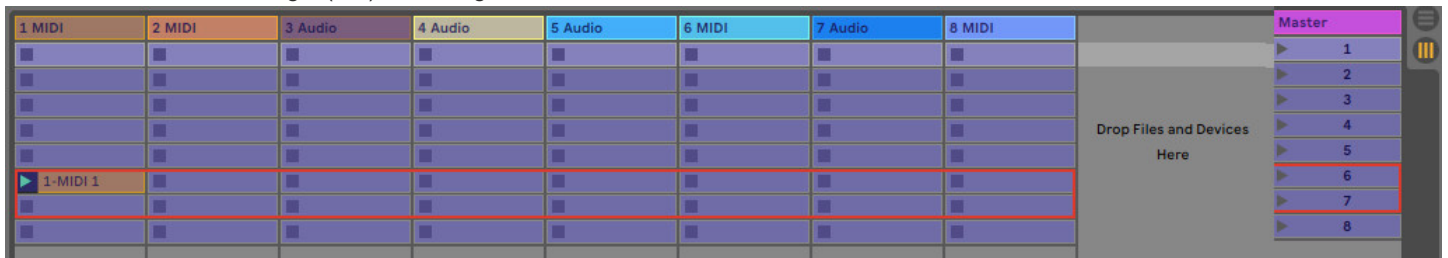 1 MIDI 2 MIDI 3 Audio 4 Audio 5 Audio 6 MIDI 7 Audio 8 MIDI Master
1
2
3
Drop Files and Devices 4
Here 5
1-MIDI 1 6
7
8